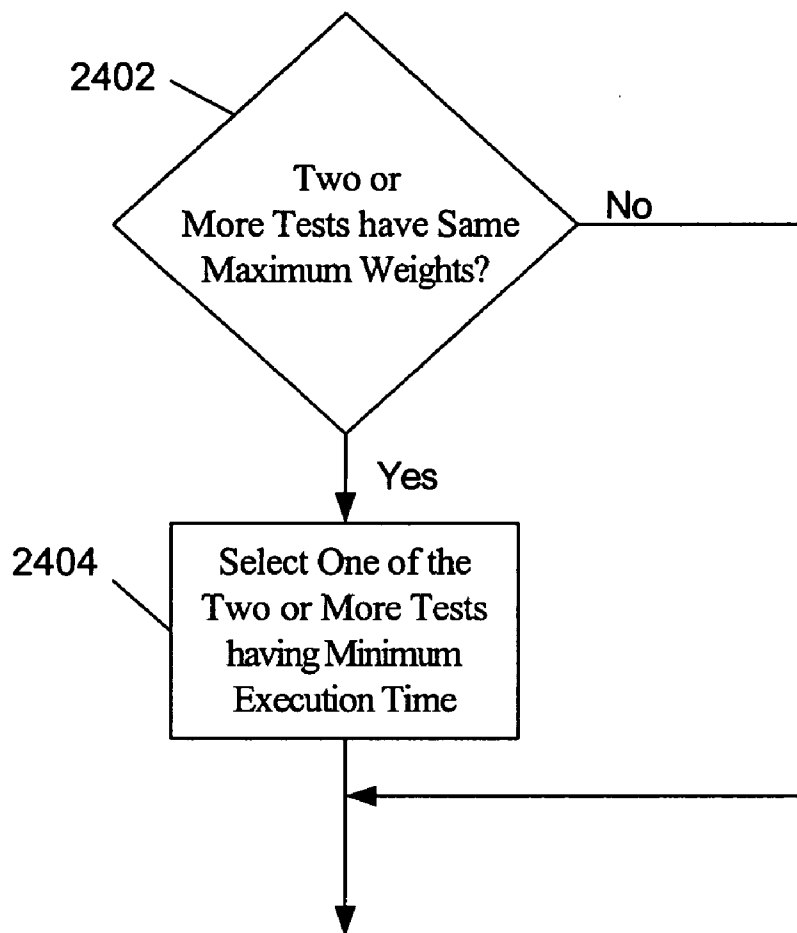 2402
Two or
More Tests have Same
Maximum Weights?
No
Yes
2404
Select One of the
Two or More Tests
having Minimum
Execution Time